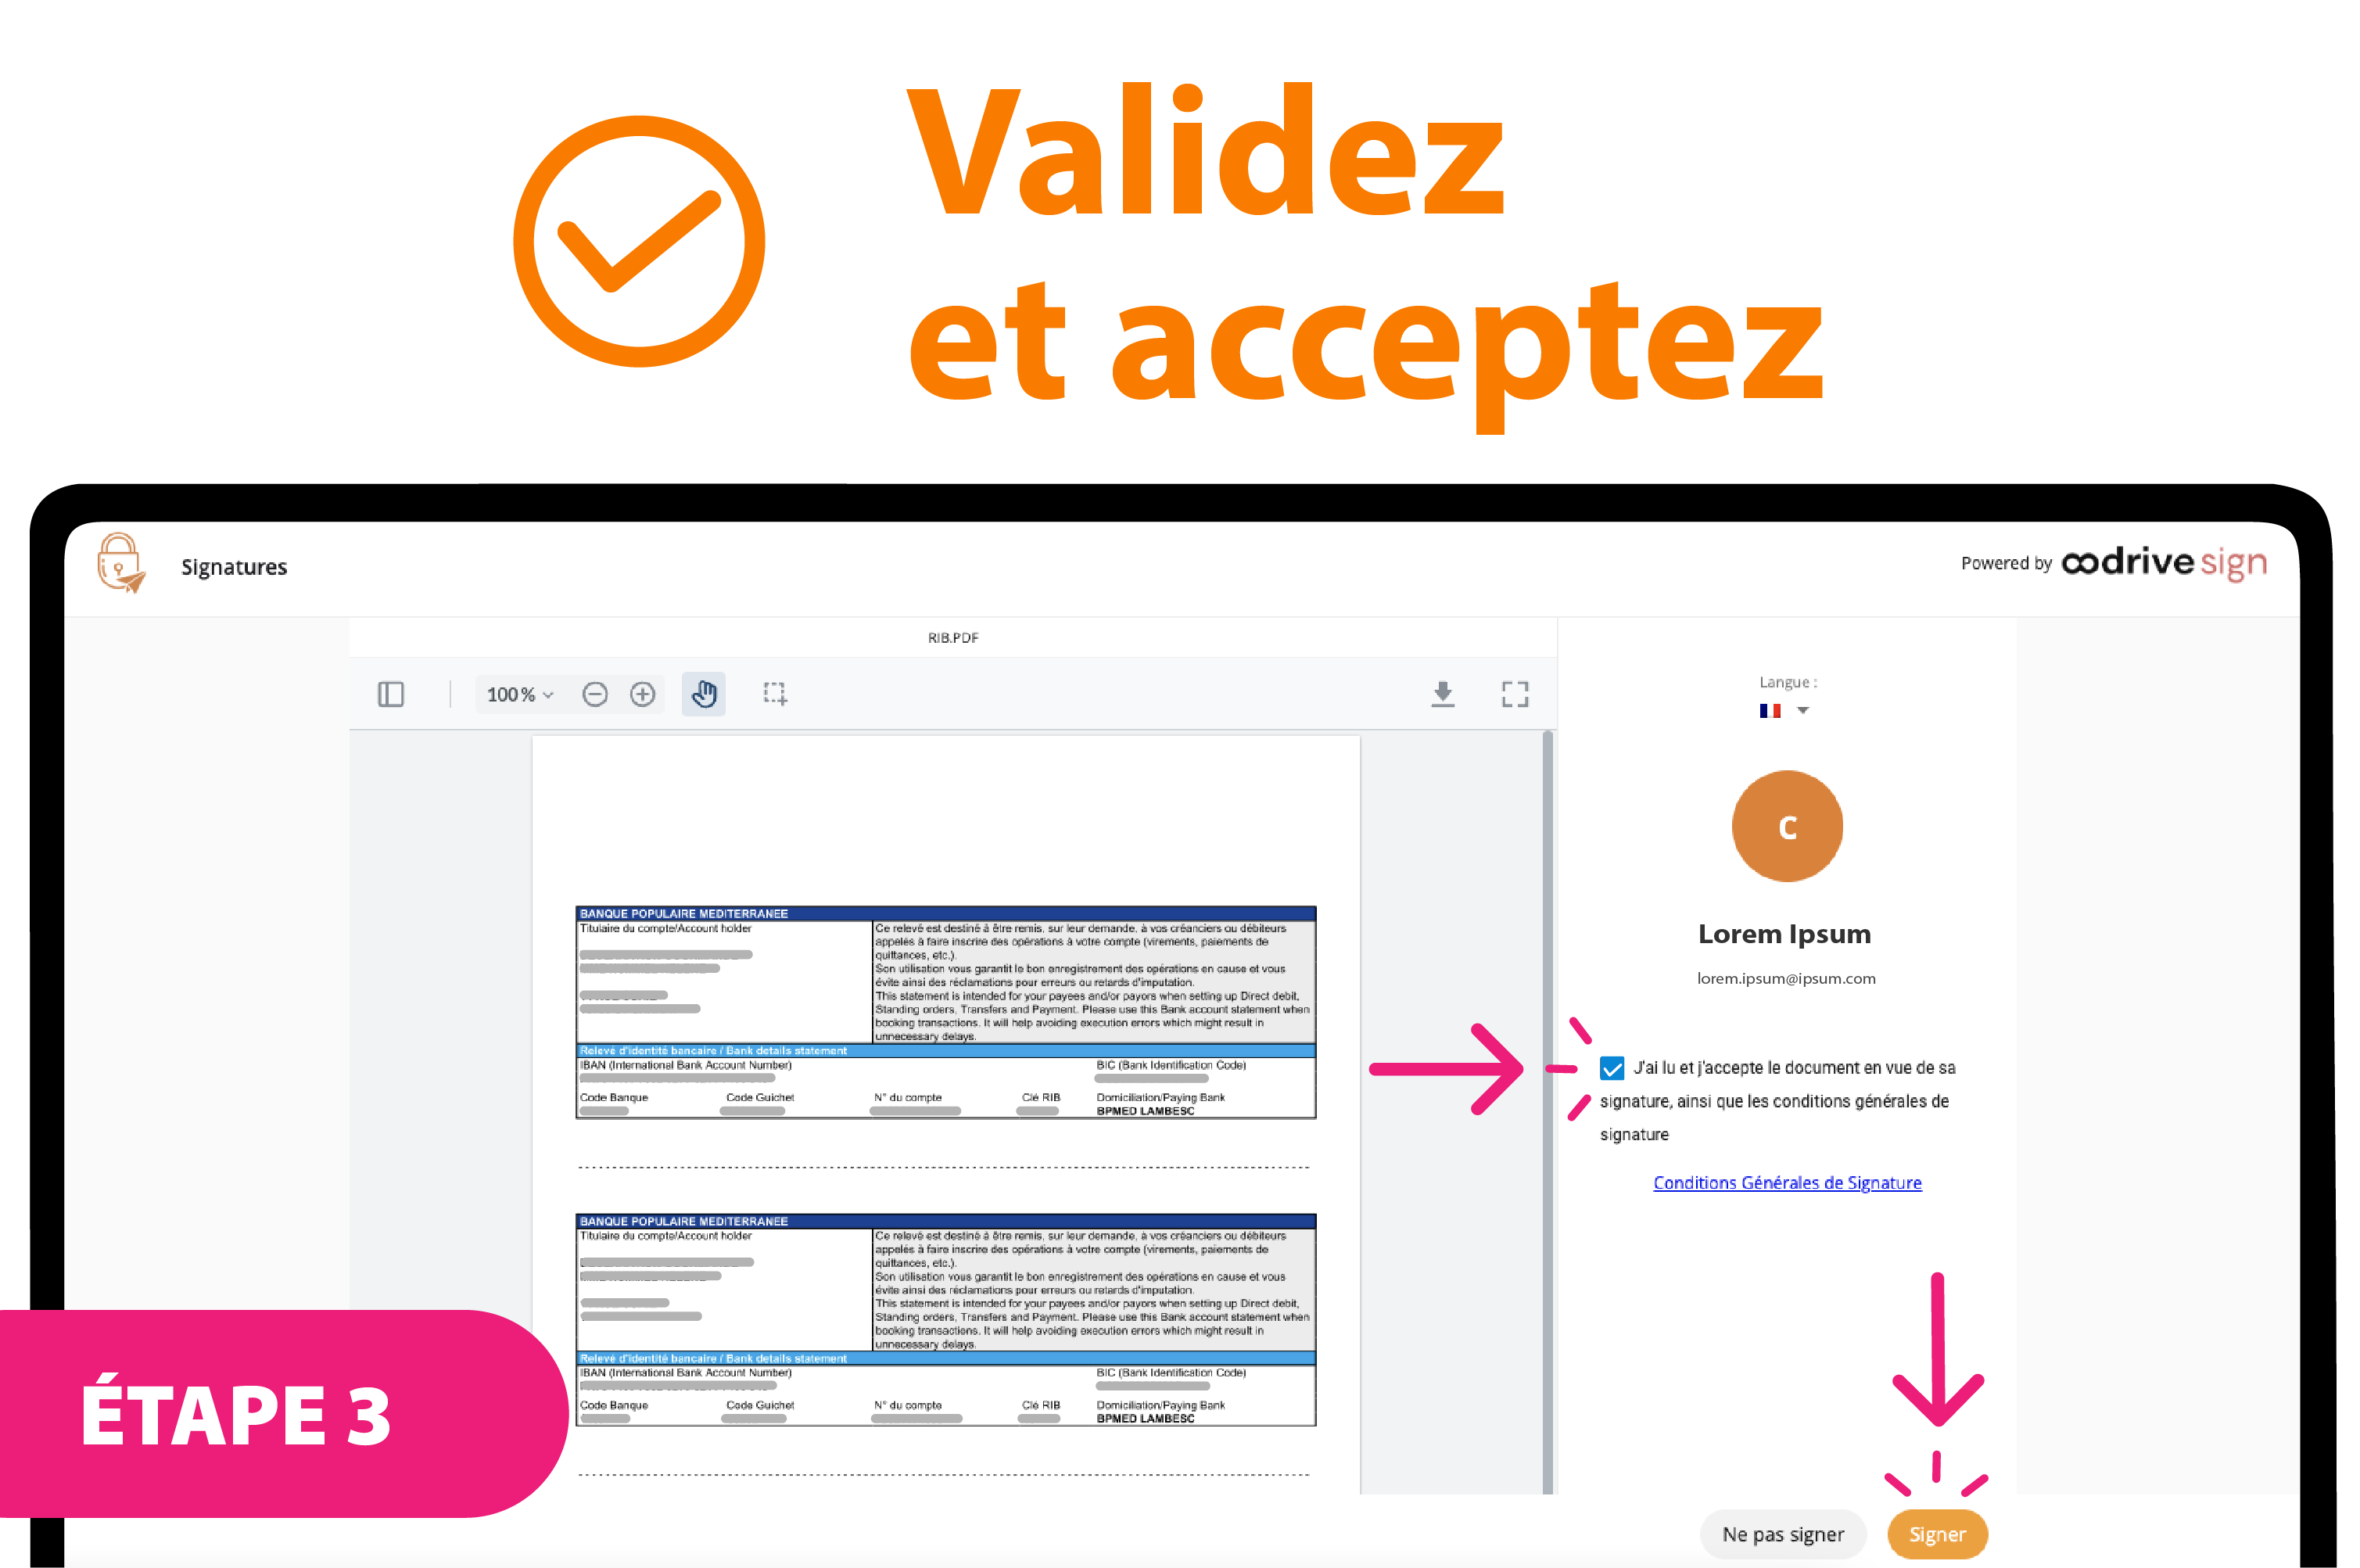 Validez
et acceptez
Signatures
Powered by oodrive sign
RIB.PDF
100%
Langue :
C
Lorem Ipsum
lorem.ipsum@ipsum.com
J'ai lu et j'accepte le document en vue de sa
signature, ainsi que les conditions générales de
signature
Conditions Générales de Signature
BANQUE POPULAIRE MEDITERRANEE
Titulaire du compte/Account holder
Ce relevé est destiné à être remis, sur leur demande, à vos créanciers ou débiteurs
appelés à faire inscrire des opérations à votre compte (virements, paiements de
quittances, etc.).
Son utilisation vous garantit le bon enregistrement des opérations en cause et vous
évite ainsi des réclamations pour erreurs ou retards d'imputation.
This statement is intended for your payees and/or payors when setting up Direct debit,
Standing orders, Transfers and Payment. Please use this Bank account statement when
booking transactions. It will help avoiding execution errors which might result in
unnecessary delays.
Relevé d'identité bancaire / Bank details statement
IBAN (International Bank Account Number) BIC (Bank Identification Code)
Code Banque Code Guichet N° du compte Clé RIB Domiciliation/Paying Bank
BPMED LAMBESC
BANQUE POPULAIRE MEDITERRANEE
Titulaire du compte/Account holder
Ce relevé est destiné à être remis, sur leur demande, à vos créanciers ou débiteurs
appelés à faire inscrire des opérations à votre compte (virements, paiements de
quittances, etc.).
Son utilisation vous garantit le bon enregistrement des opérations en cause et vous
évite ainsi des réclamations pour erreurs ou retards d'imputation.
This statement is intended for your payees and/or payors when setting up Direct debit,
Standing orders, Transfers and Payment. Please use this Bank account statement when
booking transactions. It will help avoiding execution errors which might result in
unnecessary delays.
Relevé d'identité bancaire / Bank details statement
IBAN (International Bank Account Number) BIC (Bank Identification Code)
Code Banque Code Guichet N° du compte Clé RIB Domiciliation/Paying Bank
BPMED LAMBESC
ÉTAPE 3
Ne pas signer
Signer